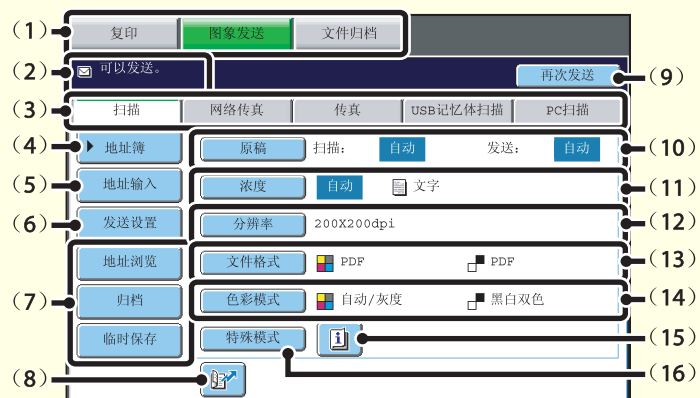 (1) 复印 图象发送 文件归档
(2) 可以发送。
再次发送 (9)
(3) 扫描 网络传真 传真 USB记忆体扫描 PC扫描
(4) 地址簿 原稿 扫描： 自动 发送： 自动 (10)
(5) 地址输入 浓度 自动 文字 (11)
(6) 发送设置 分辨率 200X200dpi (12)
地址浏览 文件格式 PDF PDF (13)
(7) 归档 色彩模式 自动/灰度 黑白双色 (14)
临时保存 特殊模式 (15)
(8) (16)